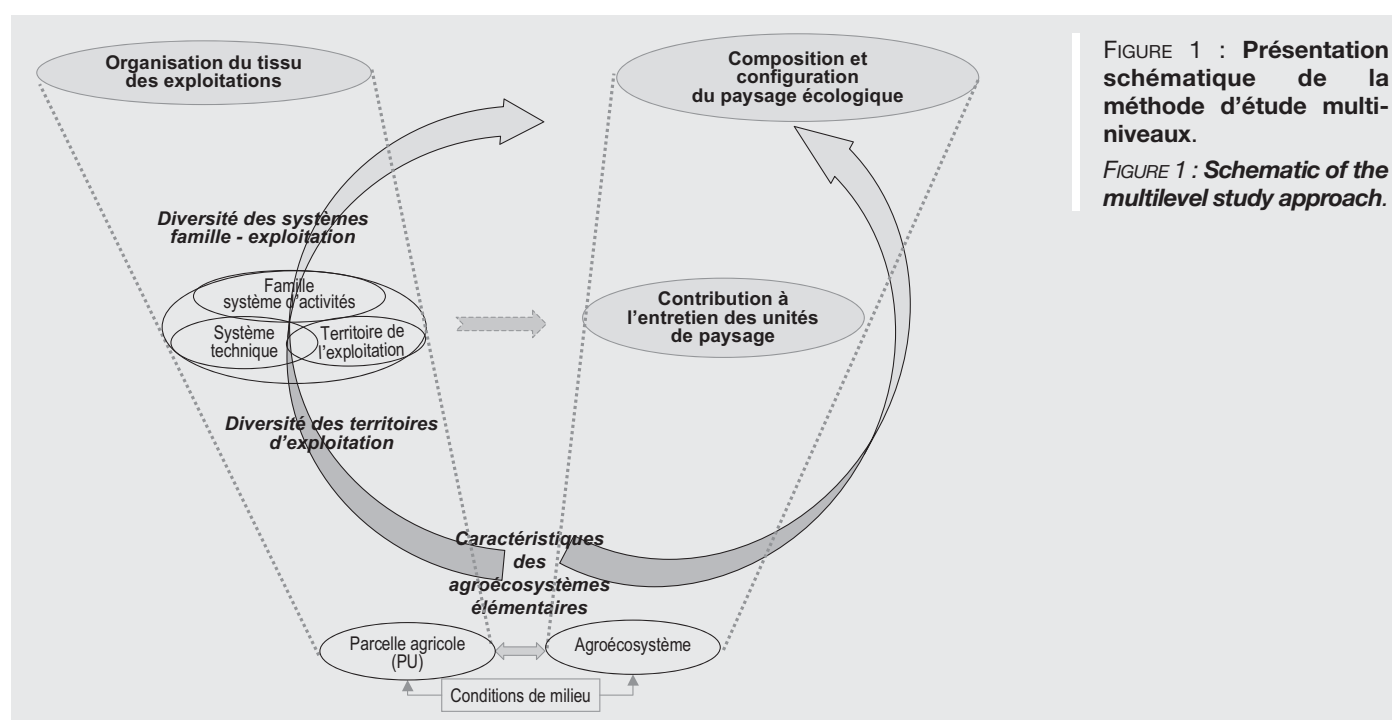 Organisation du tissu
des exploitations
Composition et
configuration
du paysage écologique
Diversité des systèmes
famille - exploitation
Famille
système d'activités
Système
technique
Territoire de
l'exploitation
Contribution à
l'entretien des unités
de paysage
Diversité des territoires
d'exploitation
Caractéristiques
des
agroécosystèmes
élémentaires
Parcelle agricole
(PU)
Agroécosystème
Conditions de milieu
FIGURE 1 : Présentation
schématique de la
méthode d'étude multi-
niveaux.
FIGURE 1 : Schematic of the
multilevel study approach.